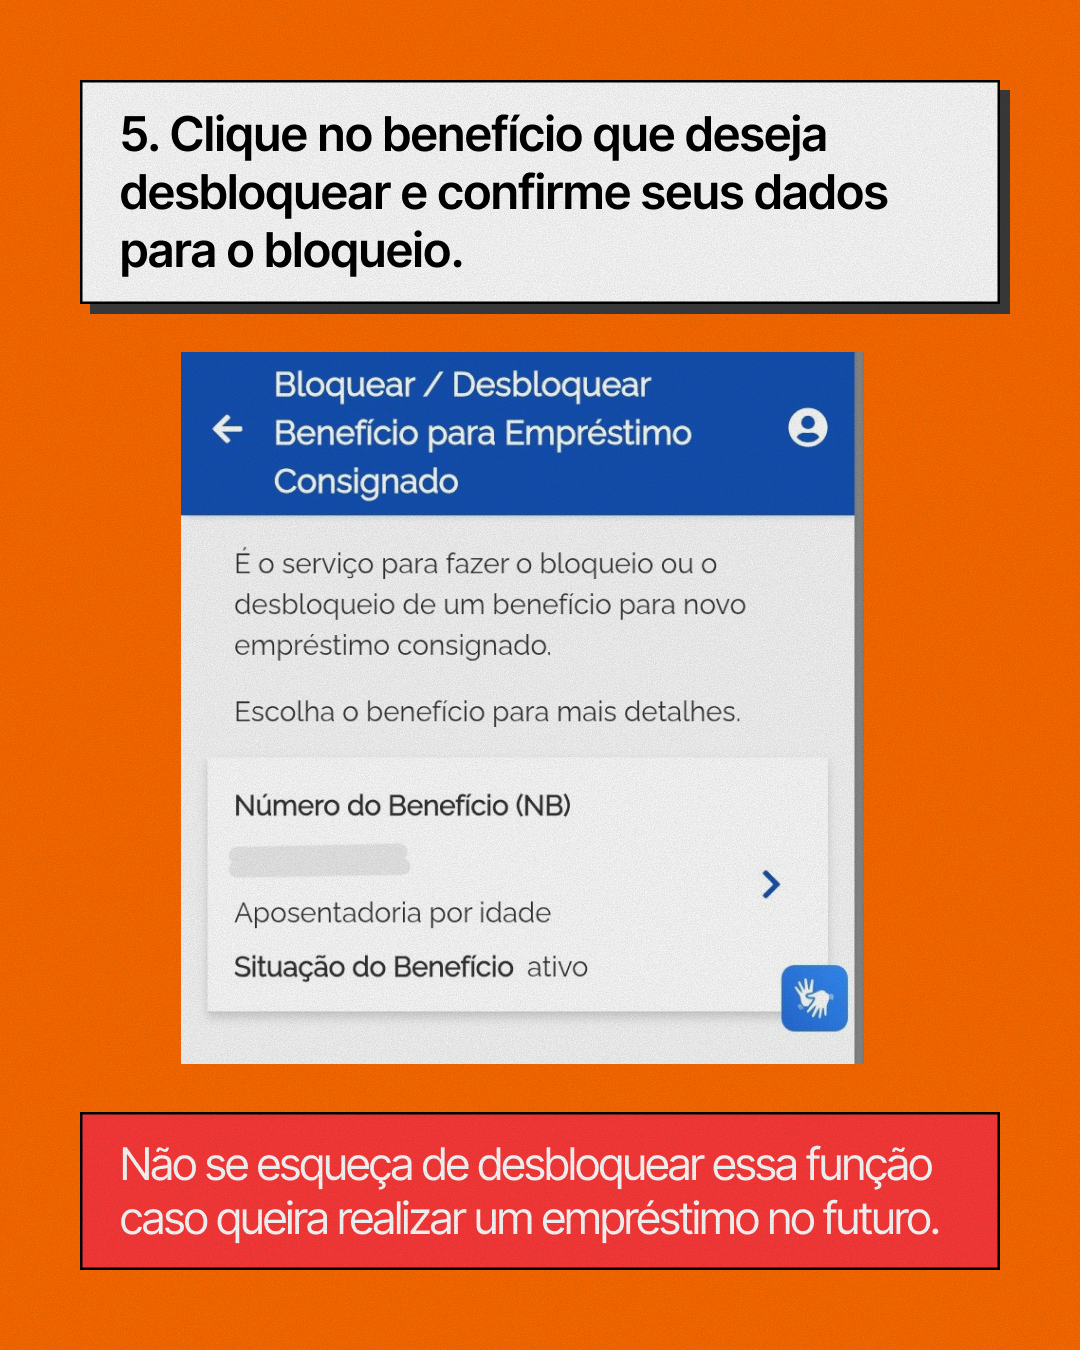 5. Clique no benefício que deseja
desbloquear e confirme seus dados
para o bloqueio.
Bloquear / Desbloquear
Benefício para Empréstimo
Consignado
É o serviço para fazer o bloqueio ou o
desbloqueio de um benefício para novo
empréstimo consignado.
Escolha o benefício para mais detalhes.
Número do Benefício (NB)
Aposentadoria por idade
Situação do Benefício ativo
Não se esqueça de desbloquear essa função
caso queira realizar um empréstimo no futuro.